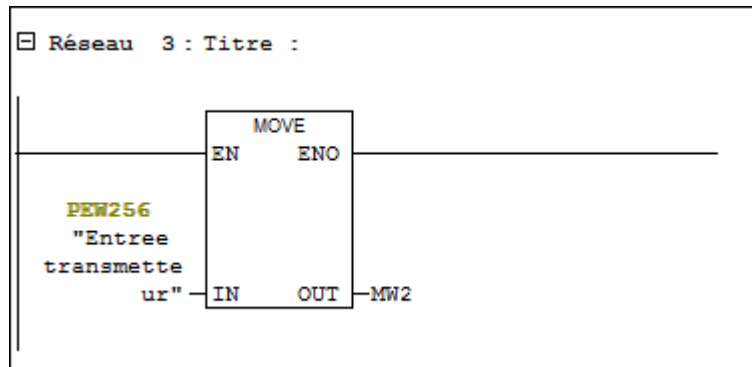 Réseau 3 : Titre :
MOVE
EN ENO
PEW256
"Entree
transmette
ur" IN OUT MW2